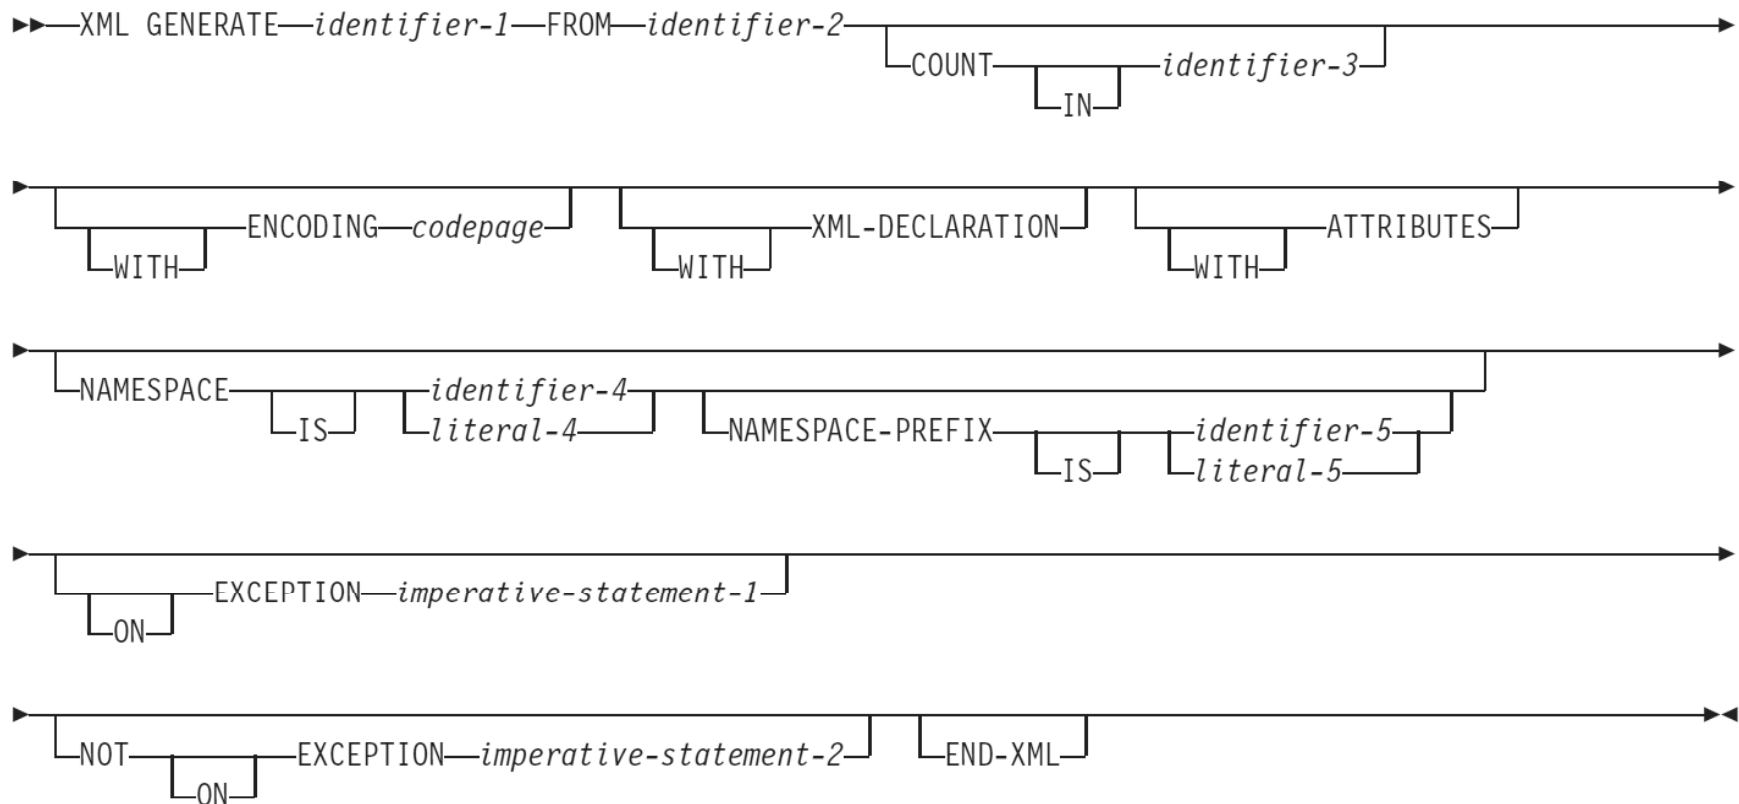 XML GENERATE identifier-1 FROM identifier-2
COUNT identifier-3
IN
ENCODING codepage XML-DECLARATION ATTRIBUTES
WITH WITH WITH
NAMESPACE identifier-4
IS literal-4 NAMESPACE-PREFIX identifier-5
IS literal-5
EXCEPTION imperative-statement-1
ON
NOT EXCEPTION imperative-statement-2 END-XML
ON